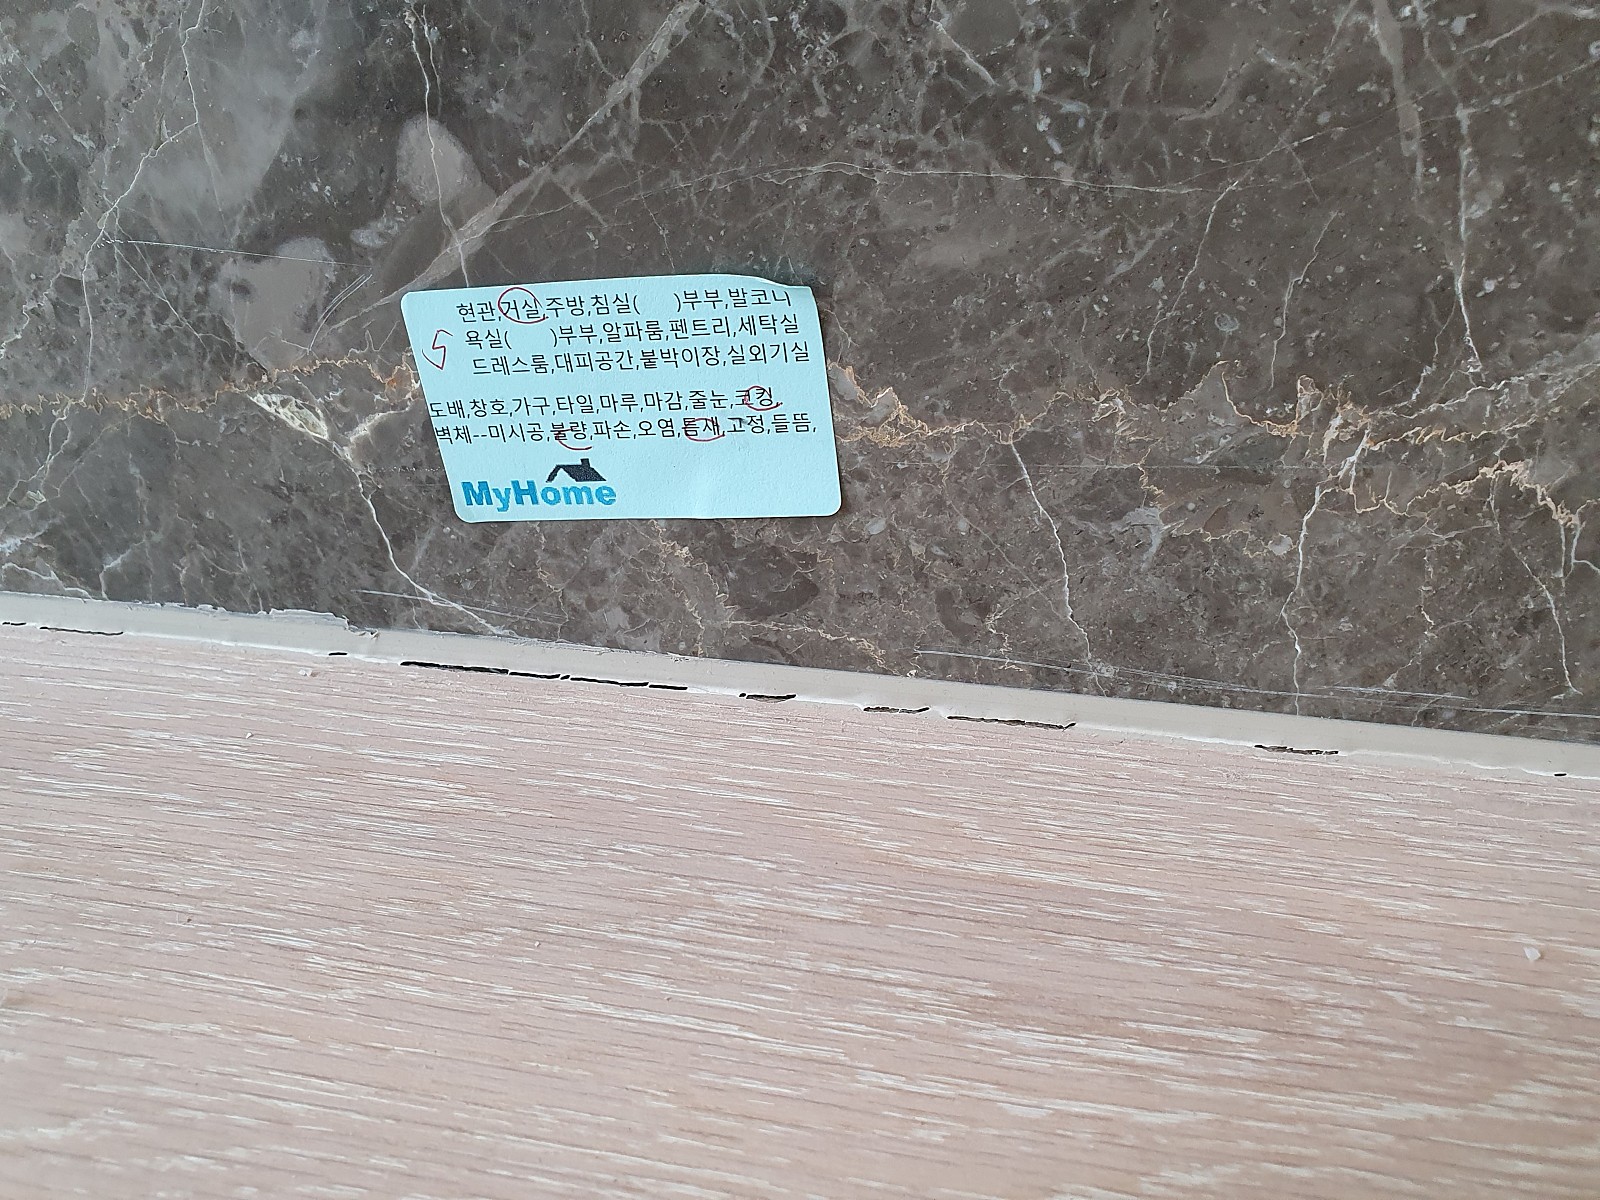 현관,거실,주방,침실(      )부부,발코니
욕실(      )부부,알파룸,펜트리,세탁실
드레스룸,대피공간,붙박이장,실외기실
도배,창호,가구,타일,마루,마감,줄눈,코킹,
벽체--미시공,불량,파손,오염,틈새,고정,들뜸,
MyHome